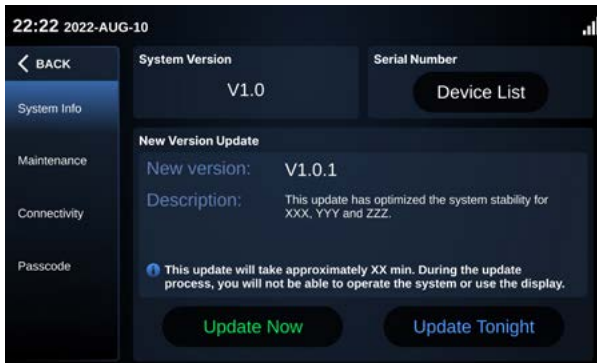 22:22 2022-AUG-10
BACK
System Info
Maintenance
Connectivity
Passcode
System Version
V1.0
Serial Number
Device List
New Version Update
New version: V1.0.1
Description: This update has optimized the system stability for
XXX, YYY and ZZZ.
This update will take approximately XX min. During the update
process, you will not be able to operate the system or use the display.
Update Now
Update Tonight